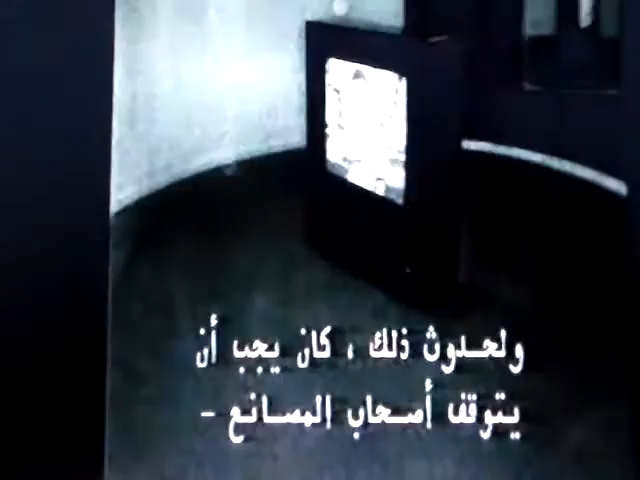 ولحدوث ذلك ، كان يجب أن
يتوقف أصحاب المصانع -